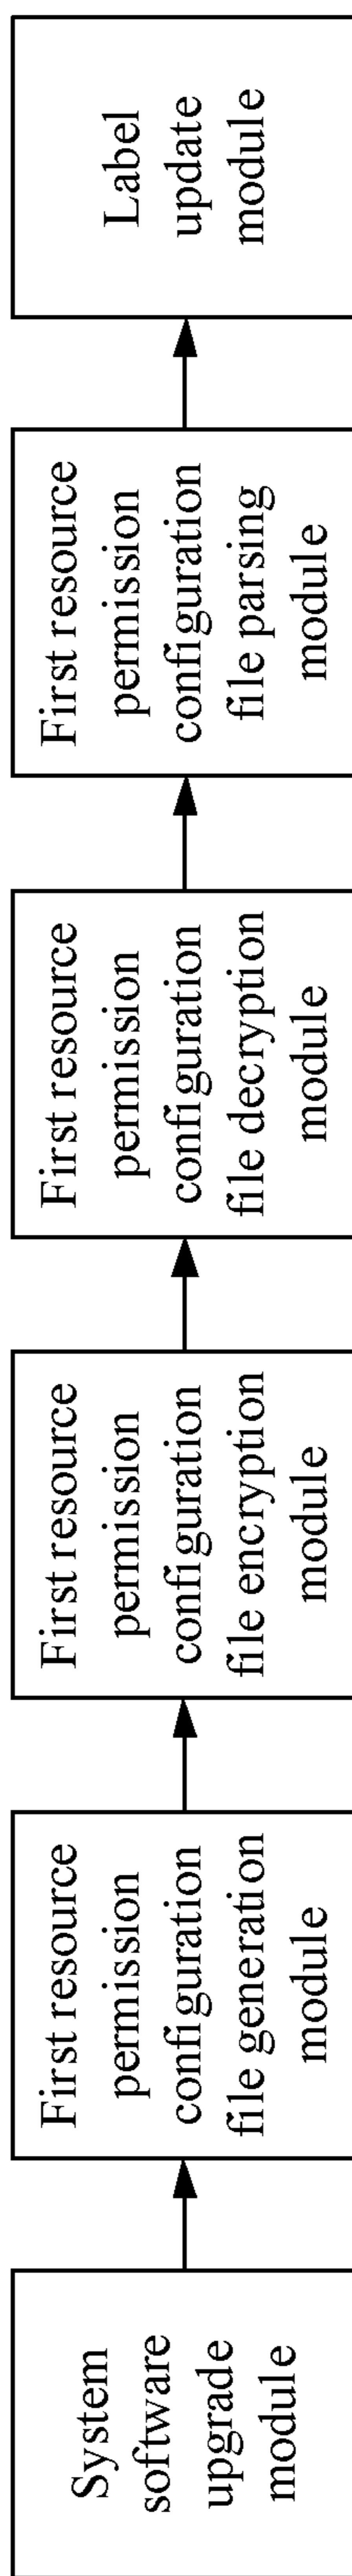 System
software
upgrade
module
First resource
permission
configuration
file generation
module
First resource
permission
configuration
file encryption
module
First resource
permission
configuration
file decryption
module
First resource
permission
configuration
file parsing
module
Label
update
module